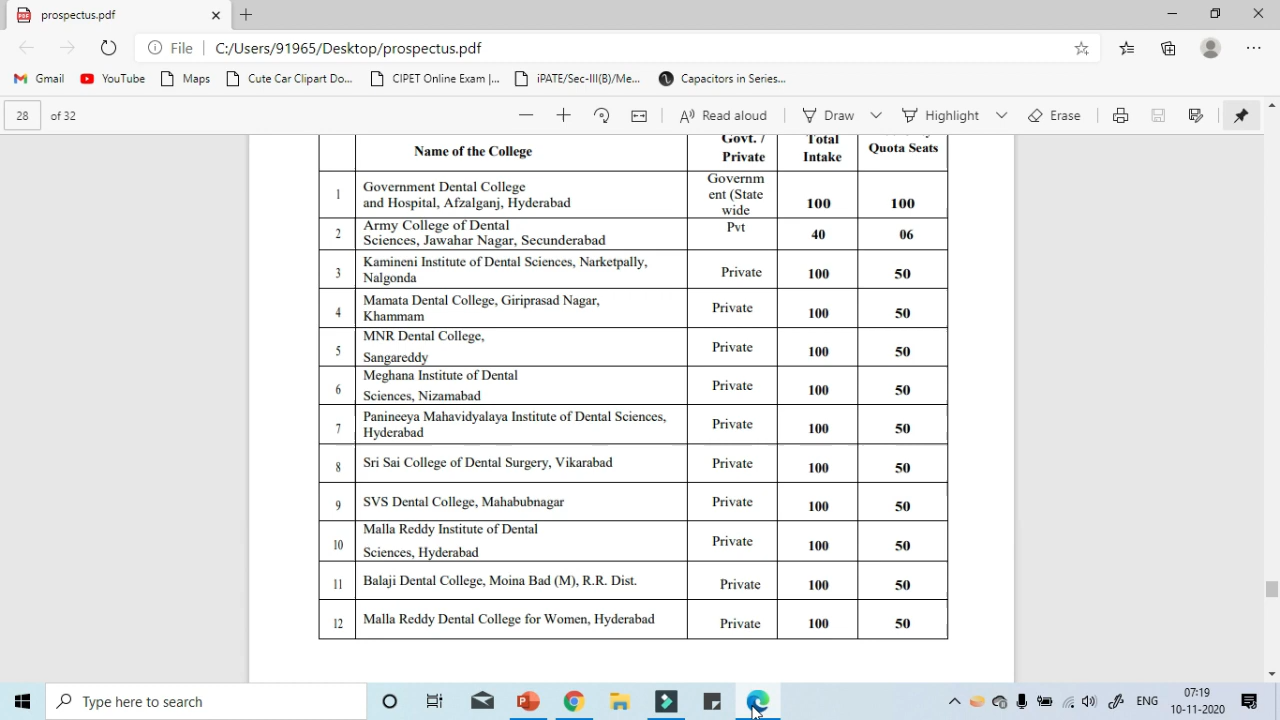 prospectus.pdf
File C:/Users/91965/Desktop/prospectus.pdf
Gmail YouTube Maps Cute Car Clipart Do... CIPET Online Exam |... iPATE/Sec-III(B)/Me... Capacitors in Series...
28 of 32 Read aloud Draw Highlight Erase
Name of the College Govt. / Private Total Intake Quota Seats
1 Government Dental College and Hospital, Afzalganj, Hyderabad Governm ent (State wide 100 100
2 Army College of Dental Sciences, Jawahar Nagar, Secunderabad Pvt 40 06
3 Kamineni Institute of Dental Sciences, Narketpally, Nalgonda Private 100 50
4 Mamata Dental College, Giriprasad Nagar, Khammam Private 100 50
5 MNR Dental College, Sangareddy Private 100 50
6 Meghana Institute of Dental Sciences, Nizamabad Private 100 50
7 Panineeya Mahavidyalaya Institute of Dental Sciences, Hyderabad Private 100 50
8 Sri Sai College of Dental Surgery, Vikarabad Private 100 50
9 SVS Dental College, Mahabubnagar Private 100 50
10 Malla Reddy Institute of Dental Sciences, Hyderabad Private 100 50
11 Balaji Dental College, Moina Bad (M), R.R. Dist. Private 100 50
12 Malla Reddy Dental College for Women, Hyderabad Private 100 50
Type here to search ENG 07:19
10-11-2020